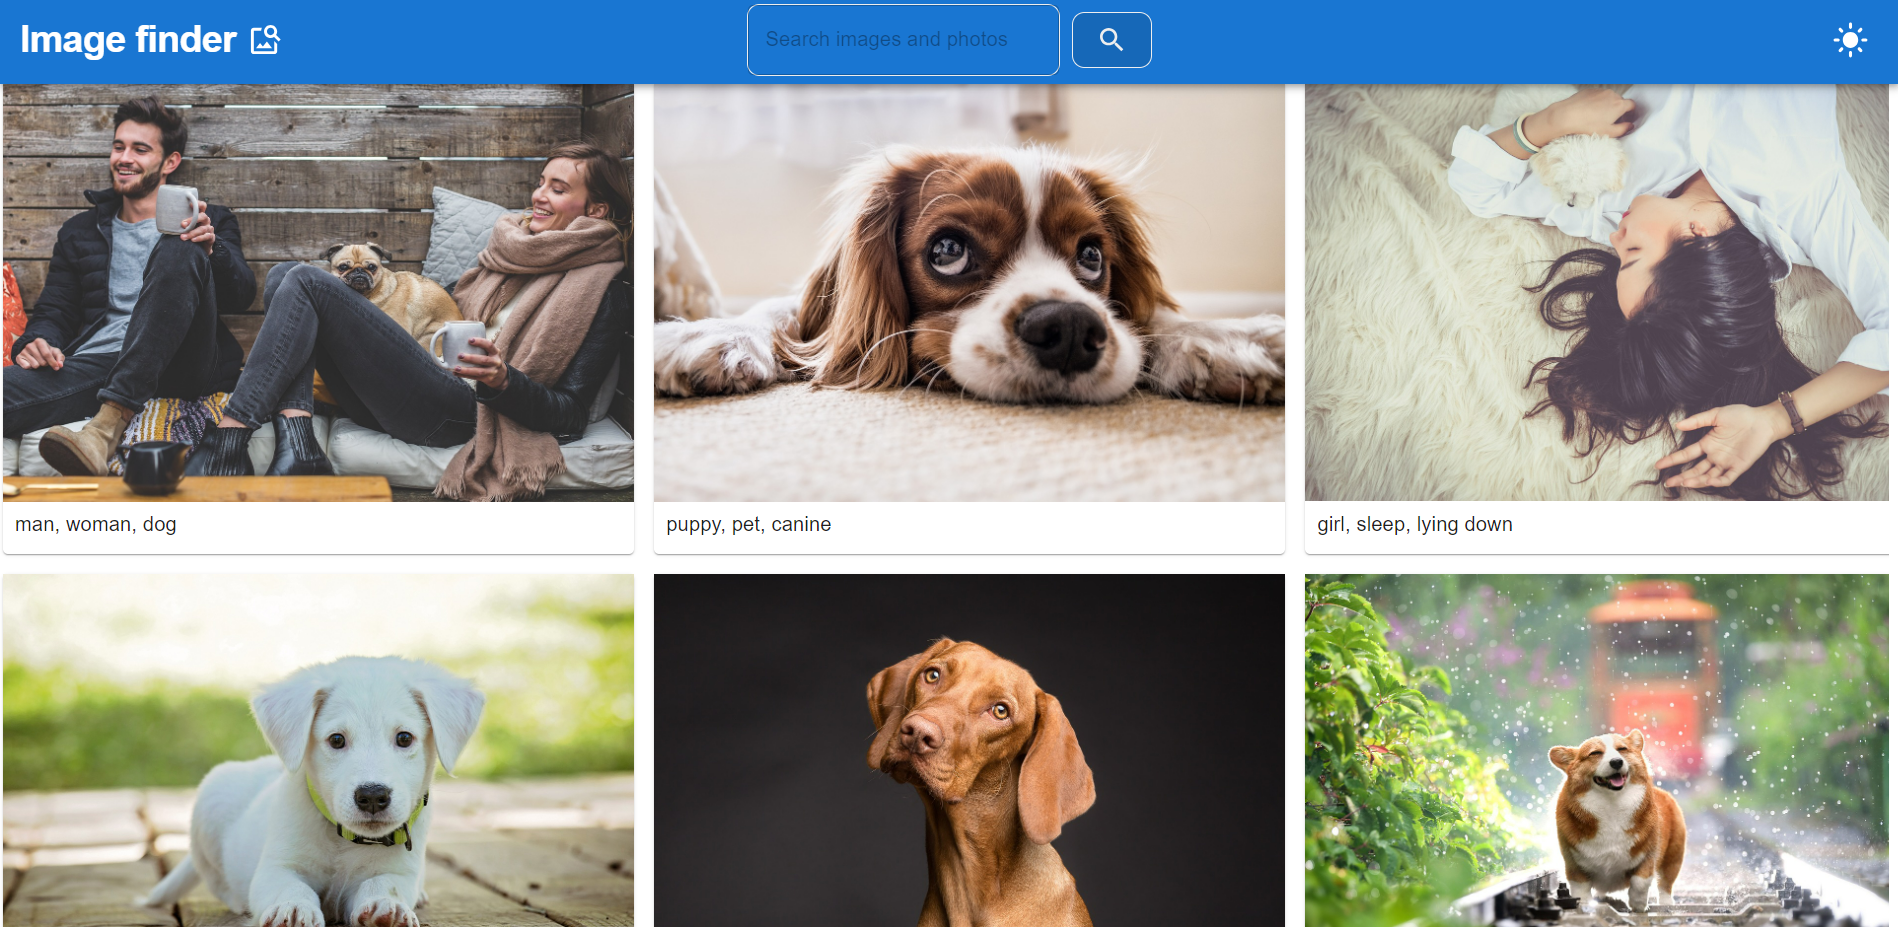 Image finder
Search images and photos
man, woman, dog
puppy, pet, canine
girl, sleep, lying down